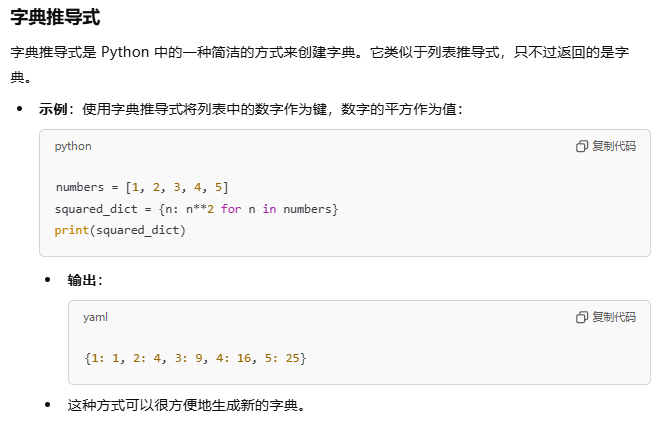 字典推导式
字典推导式是 Python 中的一种简洁的方式来创建字典。它类似于列表推导式，只不过返回的是字
典。
• 示例：使用字典推导式将列表中的数字作为键，数字的平方作为值：
python 复制代码
numbers = [1, 2, 3, 4, 5]
squared_dict = {n: n**2 for n in numbers}
print(squared_dict)
• 输出：
yaml 复制代码
{1: 1, 2: 4, 3: 9, 4: 16, 5: 25}
• 这种方式可以很方便地生成新的字典。